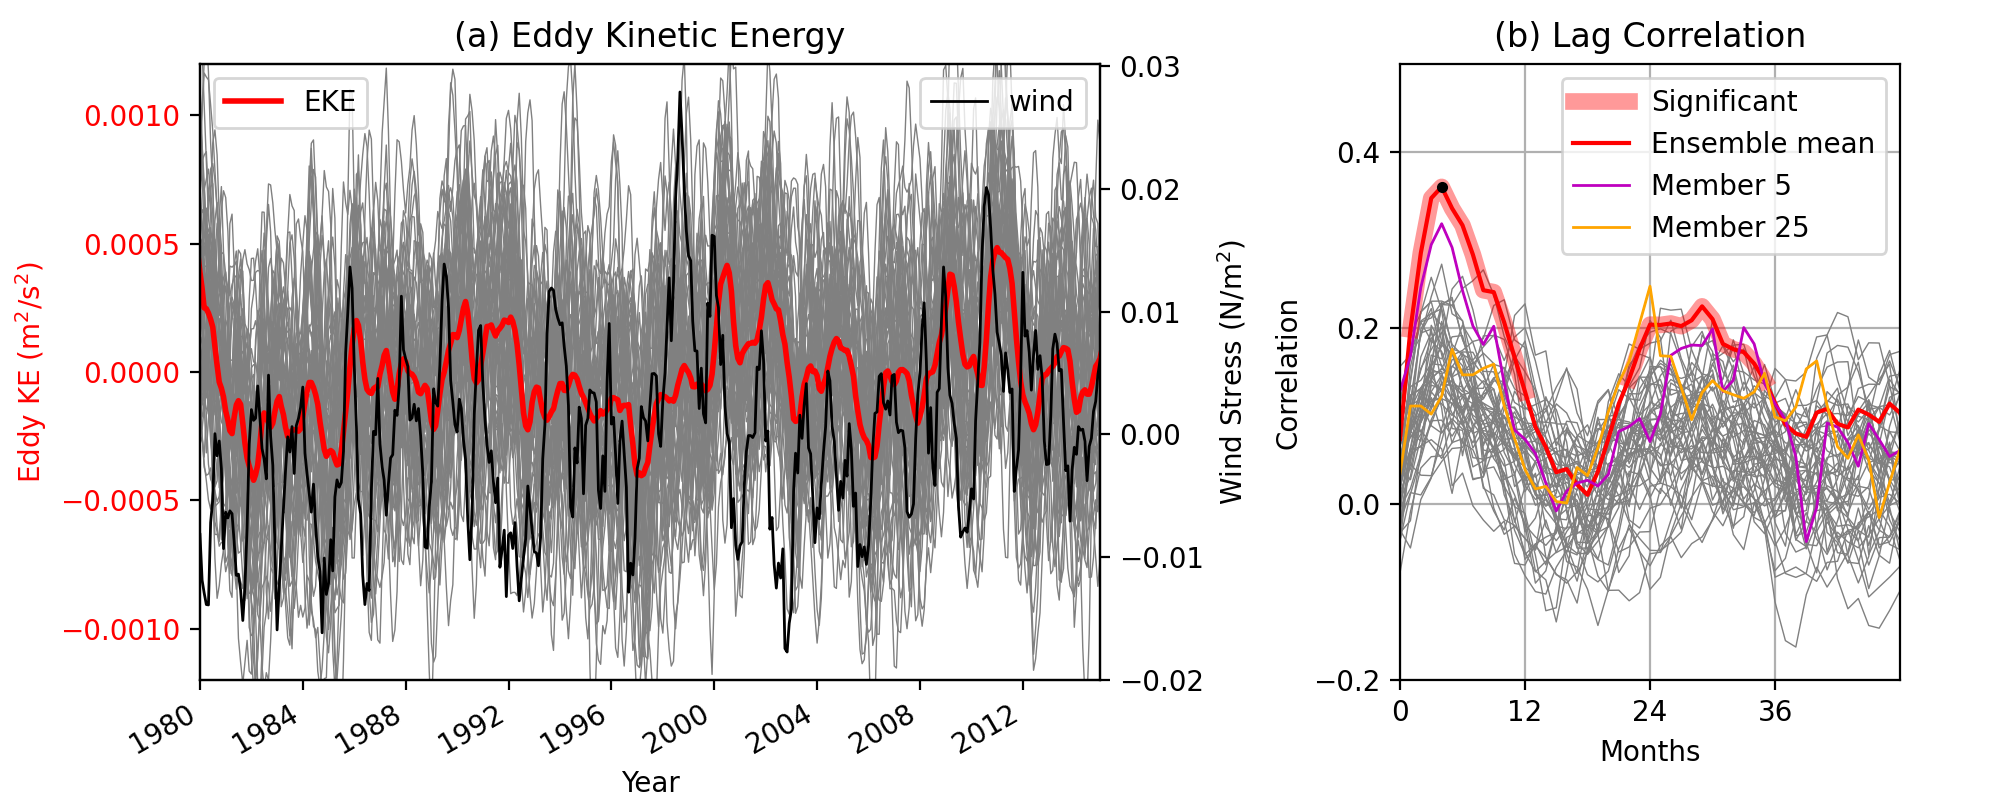 (a) Eddy Kinetic Energy
EKE
wind
0.0010
0.0005
0.0000
−0.0005
−0.0010
Eddy KE (m²/s²)
0.03
0.02
0.01
0.00
−0.01
−0.02
Wind Stress (N/m²)
1980
1984
1988
1992
1996
2000
2004
2008
2012
Year
(b) Lag Correlation
Significant
Ensemble mean
Member 5
Member 25
0.4
0.2
0.0
−0.2
Correlation
0
12
24
36
Months